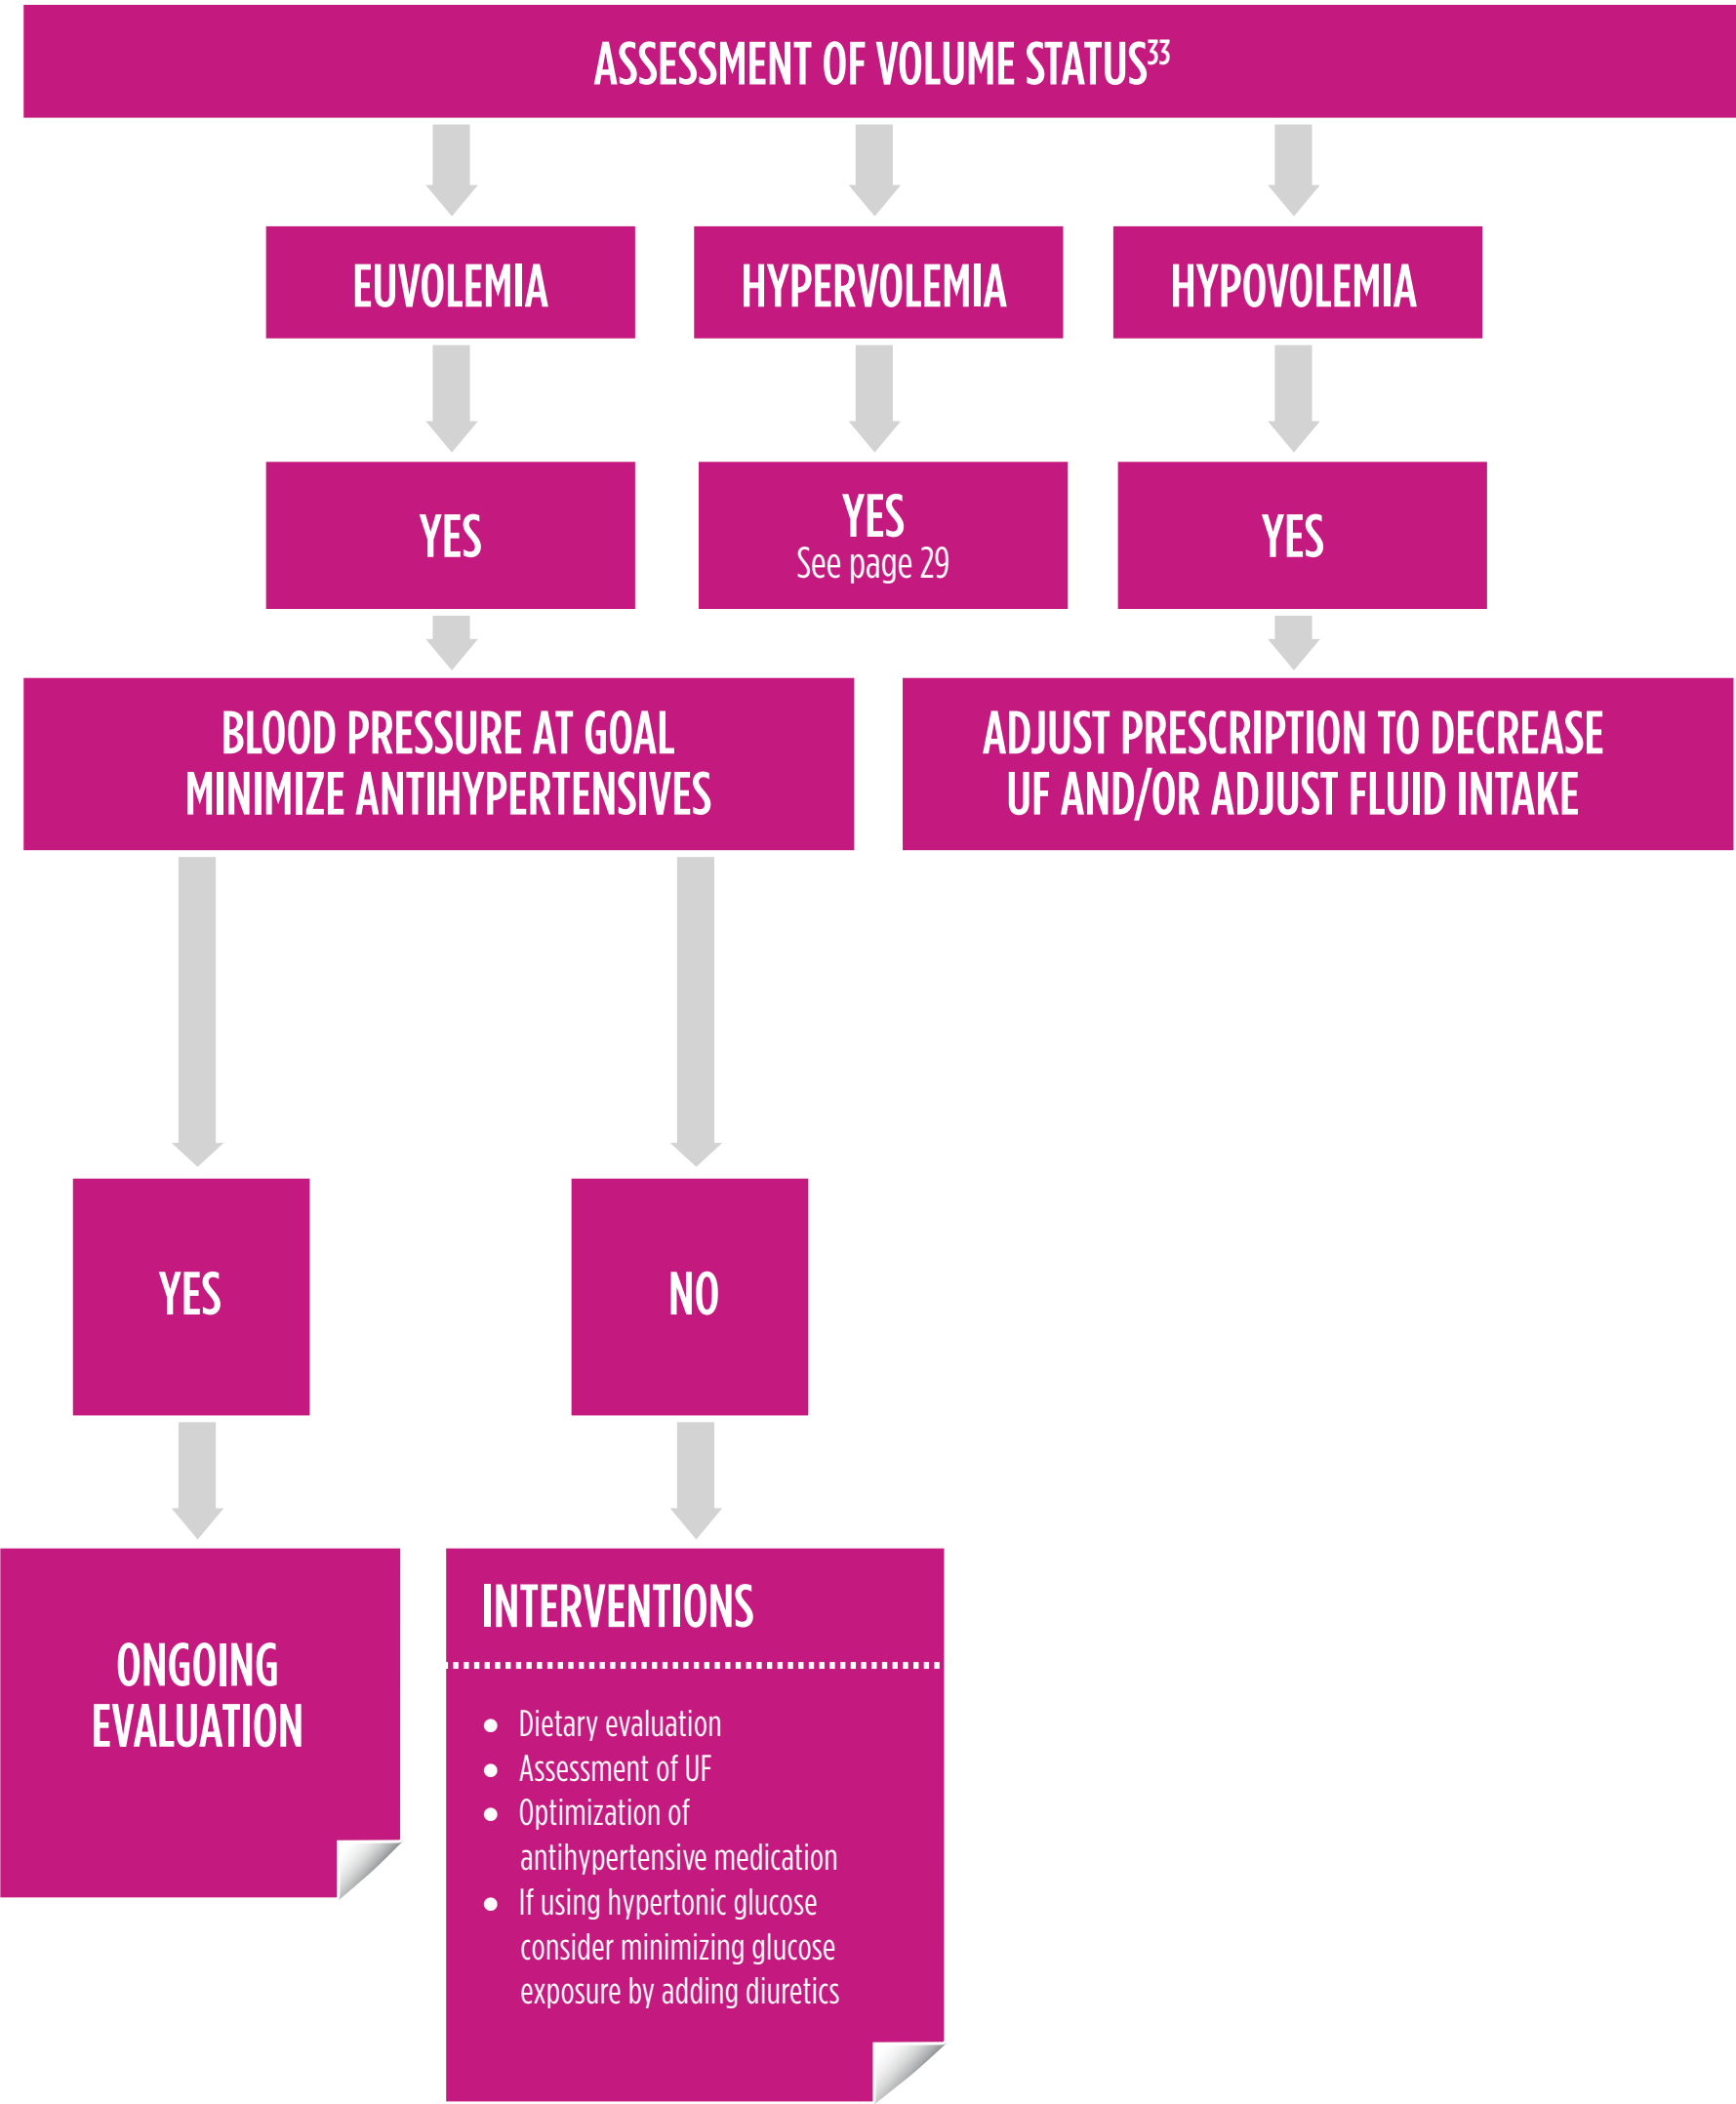 ASSESSMENT OF VOLUME STATUS33
EUVOLEMIA
HYPERVOLEMIA
HYPOVOLEMIA
YES
YES
See page 29
YES
BLOOD PRESSURE AT GOAL
MINIMIZE ANTIHYPERTENSIVES
ADJUST PRESCRIPTION TO DECREASE
UF AND/OR ADJUST FLUID INTAKE
YES
NO
ONGOING
EVALUATION
INTERVENTIONS
● Dietary evaluation
● Assessment of UF
● Optimization of
antihypertensive medication
● If using hypertonic glucose
consider minimizing glucose
exposure by adding diuretics